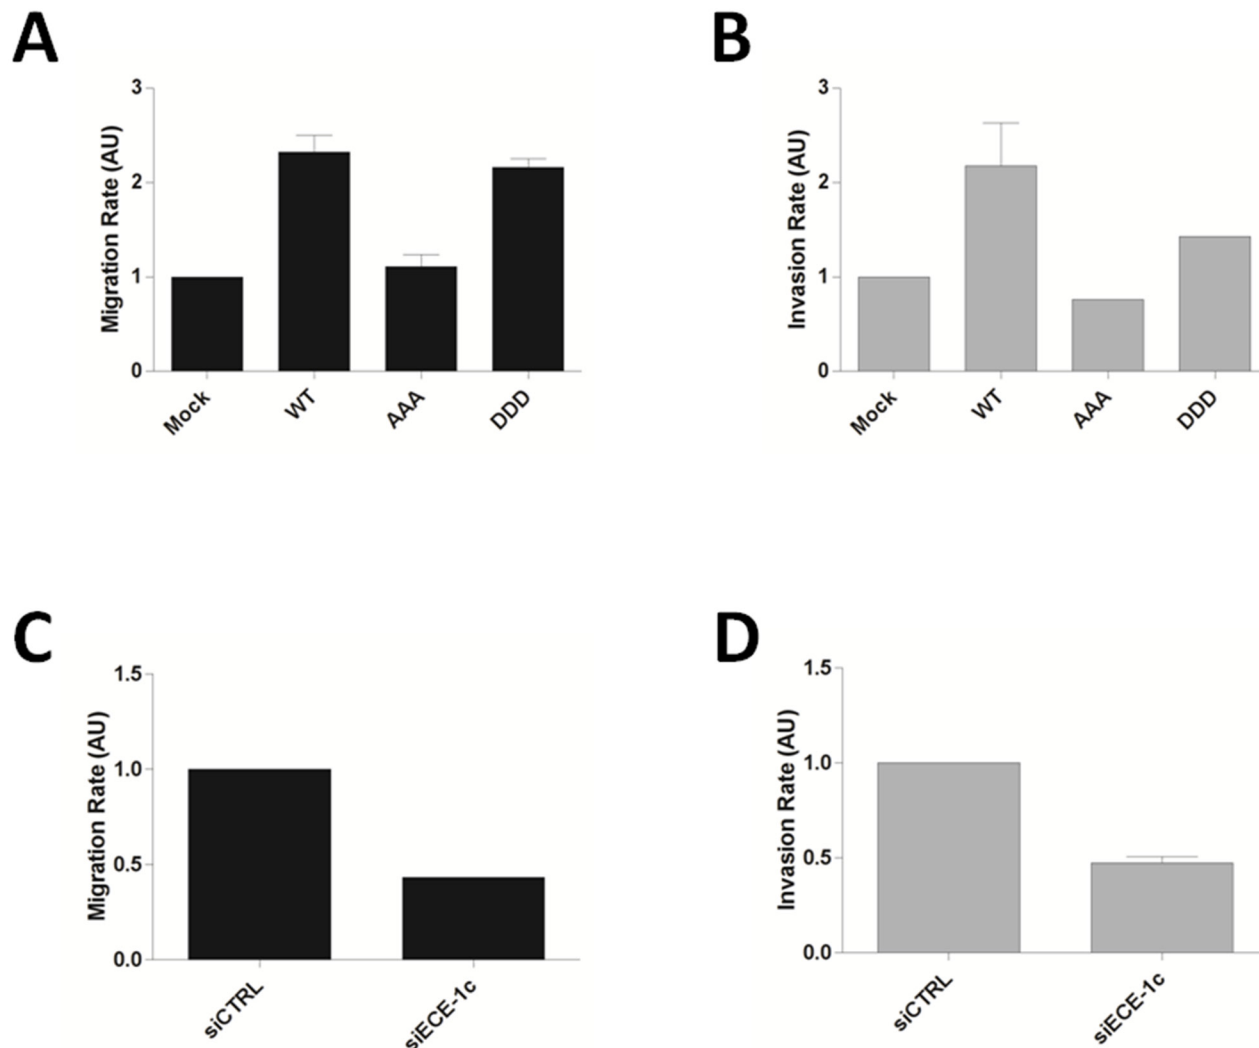 A
Migration Rate (AU)
3
2
1
0
Mock
WT
AAA
DDD
B
Invasion Rate (AU)
3
2
1
0
Mock
WT
AAA
DDD
C
Migration Rate (AU)
1.5
1.0
0.5
0.0
siCTRL
siECE-1c
D
Invasion Rate (AU)
1.5
1.0
0.5
0.0
siCTRL
siECE-1c